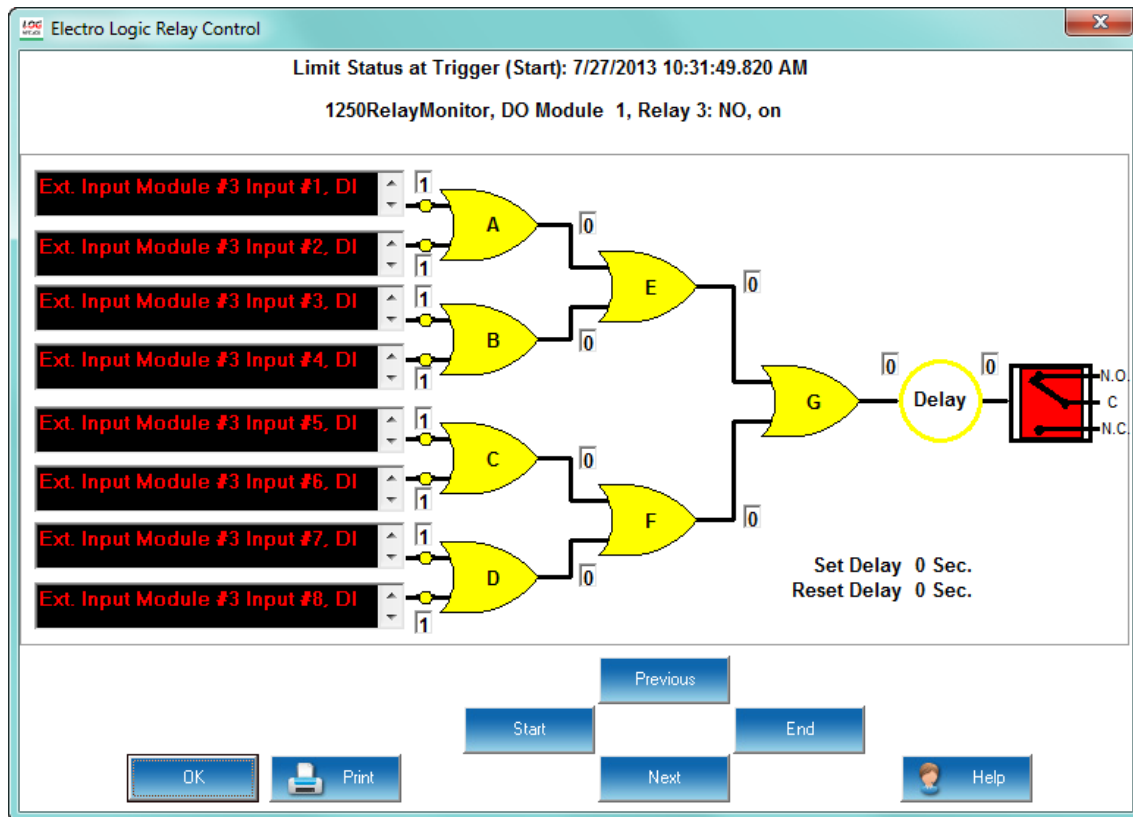 Electro Logic Relay Control
Limit Status at Trigger (Start): 7/27/2013 10:31:49.820 AM
1250RelayMonitor, DO Module 1, Relay 3: NO, on
Ext. Input Module #3 Input #1, DI
1
A
0
Ext. Input Module #3 Input #2, DI
1
E
0
Ext. Input Module #3 Input #3, DI
1
B
0
Ext. Input Module #3 Input #4, DI
1
G
0
Delay
0
N.O.
C
N.C.
Ext. Input Module #3 Input #5, DI
1
C
0
Ext. Input Module #3 Input #6, DI
1
F
0
Ext. Input Module #3 Input #7, DI
1
D
0
Ext. Input Module #3 Input #8, DI
1
Set Delay 0 Sec.
Reset Delay 0 Sec.
Previous
Start
End
OK
Print
Next
Help